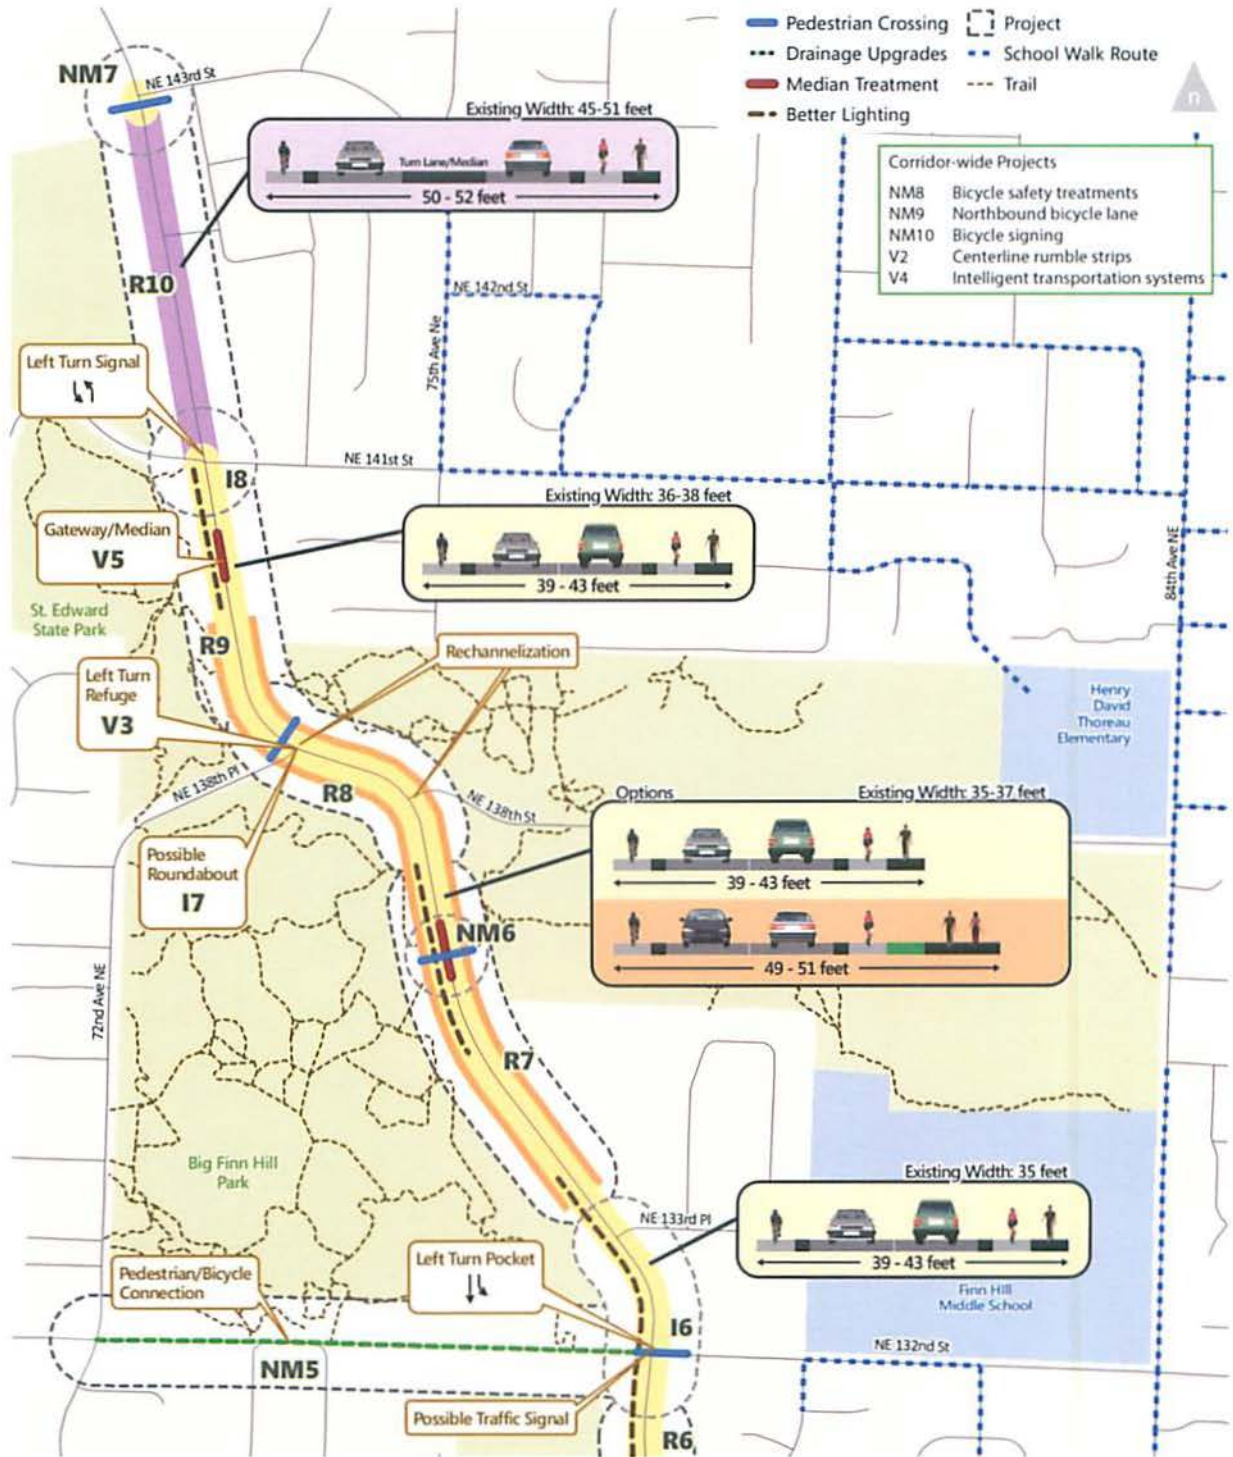 Pedestrian Crossing
Project
Drainage Upgrades
School Walk Route
Median Treatment
Trail
Better Lighting
n
NM7
NE 143rd St
Existing Width: 45-51 feet
Turn Lane/Median
50 - 52 feet
Corridor-wide Projects
NM8 Bicycle safety treatments
NM9 Northbound bicycle lane
NM10 Bicycle signing
V2 Centerline rumble strips
V4 Intelligent transportation systems
R10
NE 142nd St
75th Ave Ne
Left Turn Signal
NE 141st St
I8
Existing Width: 36-38 feet
39 - 43 feet
Gateway/Median
V5
84th Ave NE
St. Edward
State Park
R9
Rechannelization
Left Turn
Refuge
V3
Henry
David
Thoreau
Elementary
NE 138th Pl
R8
NE 138th St
Options
Existing Width: 35-37 feet
39 - 43 feet
49 - 51 feet
Possible
Roundabout
I7
NM6
72nd Ave NE
R7
Big Finn Hill
Park
Existing Width: 35 feet
39 - 43 feet
NE 133rd Pl
Left Turn Pocket
Pedestrian/Bicycle
Connection
Finn Hill
Middle School
I6
NE 132nd St
NM5
Possible Traffic Signal
R6